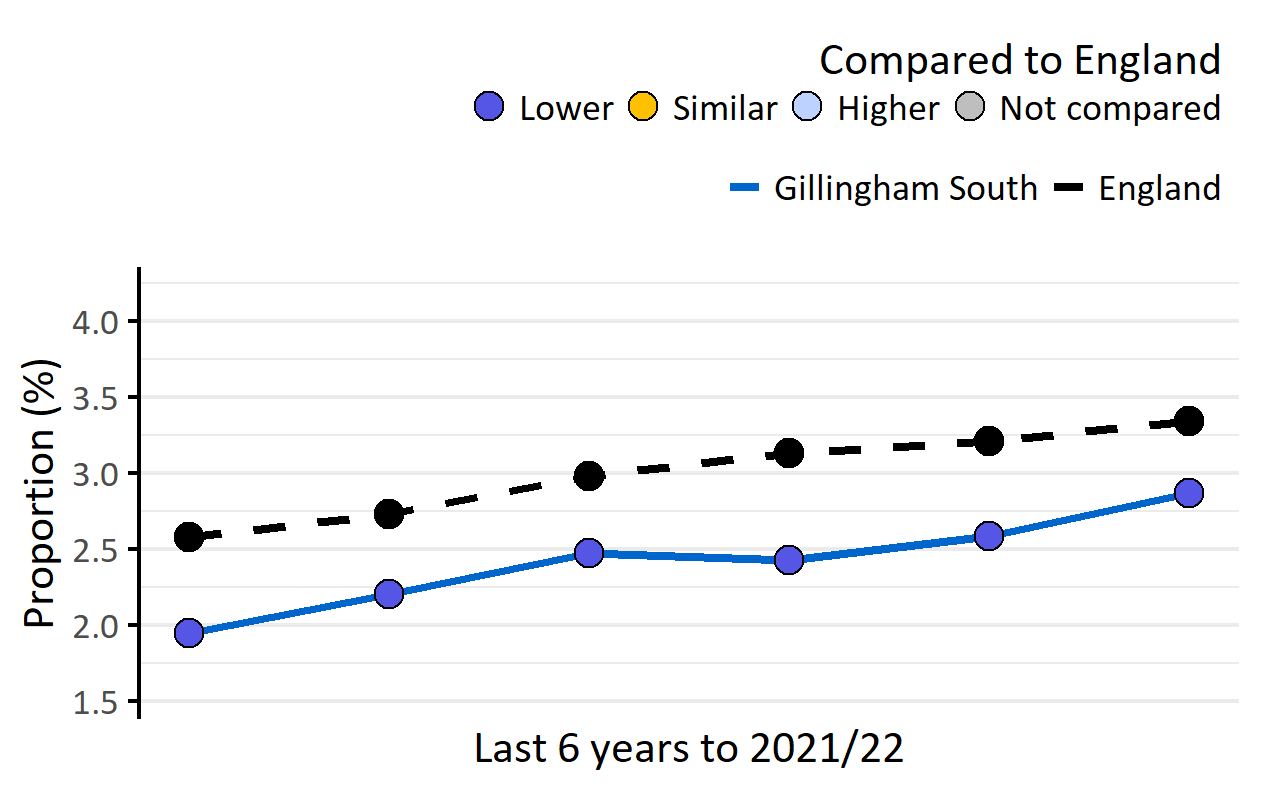 Compared to England
Lower Similar Higher Not compared
Gillingham South England
Proportion (%)
4.0
3.5
3.0
2.5
2.0
1.5
Last 6 years to 2021/22